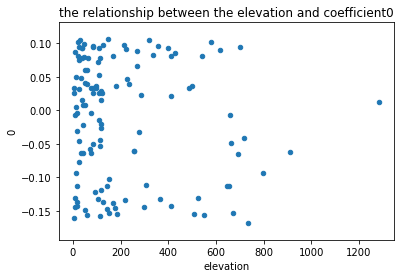 the relationship between the elevation and coefficient0
0.10
0.05
0.00
−0.05
−0.10
−0.15
0
0 200 400 600 800 1000 1200
elevation